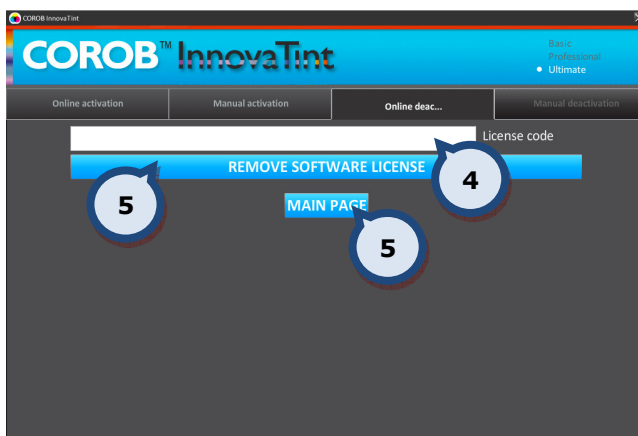 COROB InnovaTint
COROB™ InnovaTint
Basic
Professional
Ultimate
Online activation
Manual activation
Online deac...
Manual deactivation
License code
REMOVE SOFTWARE LICENSE
4
5
MAIN PAGE
5